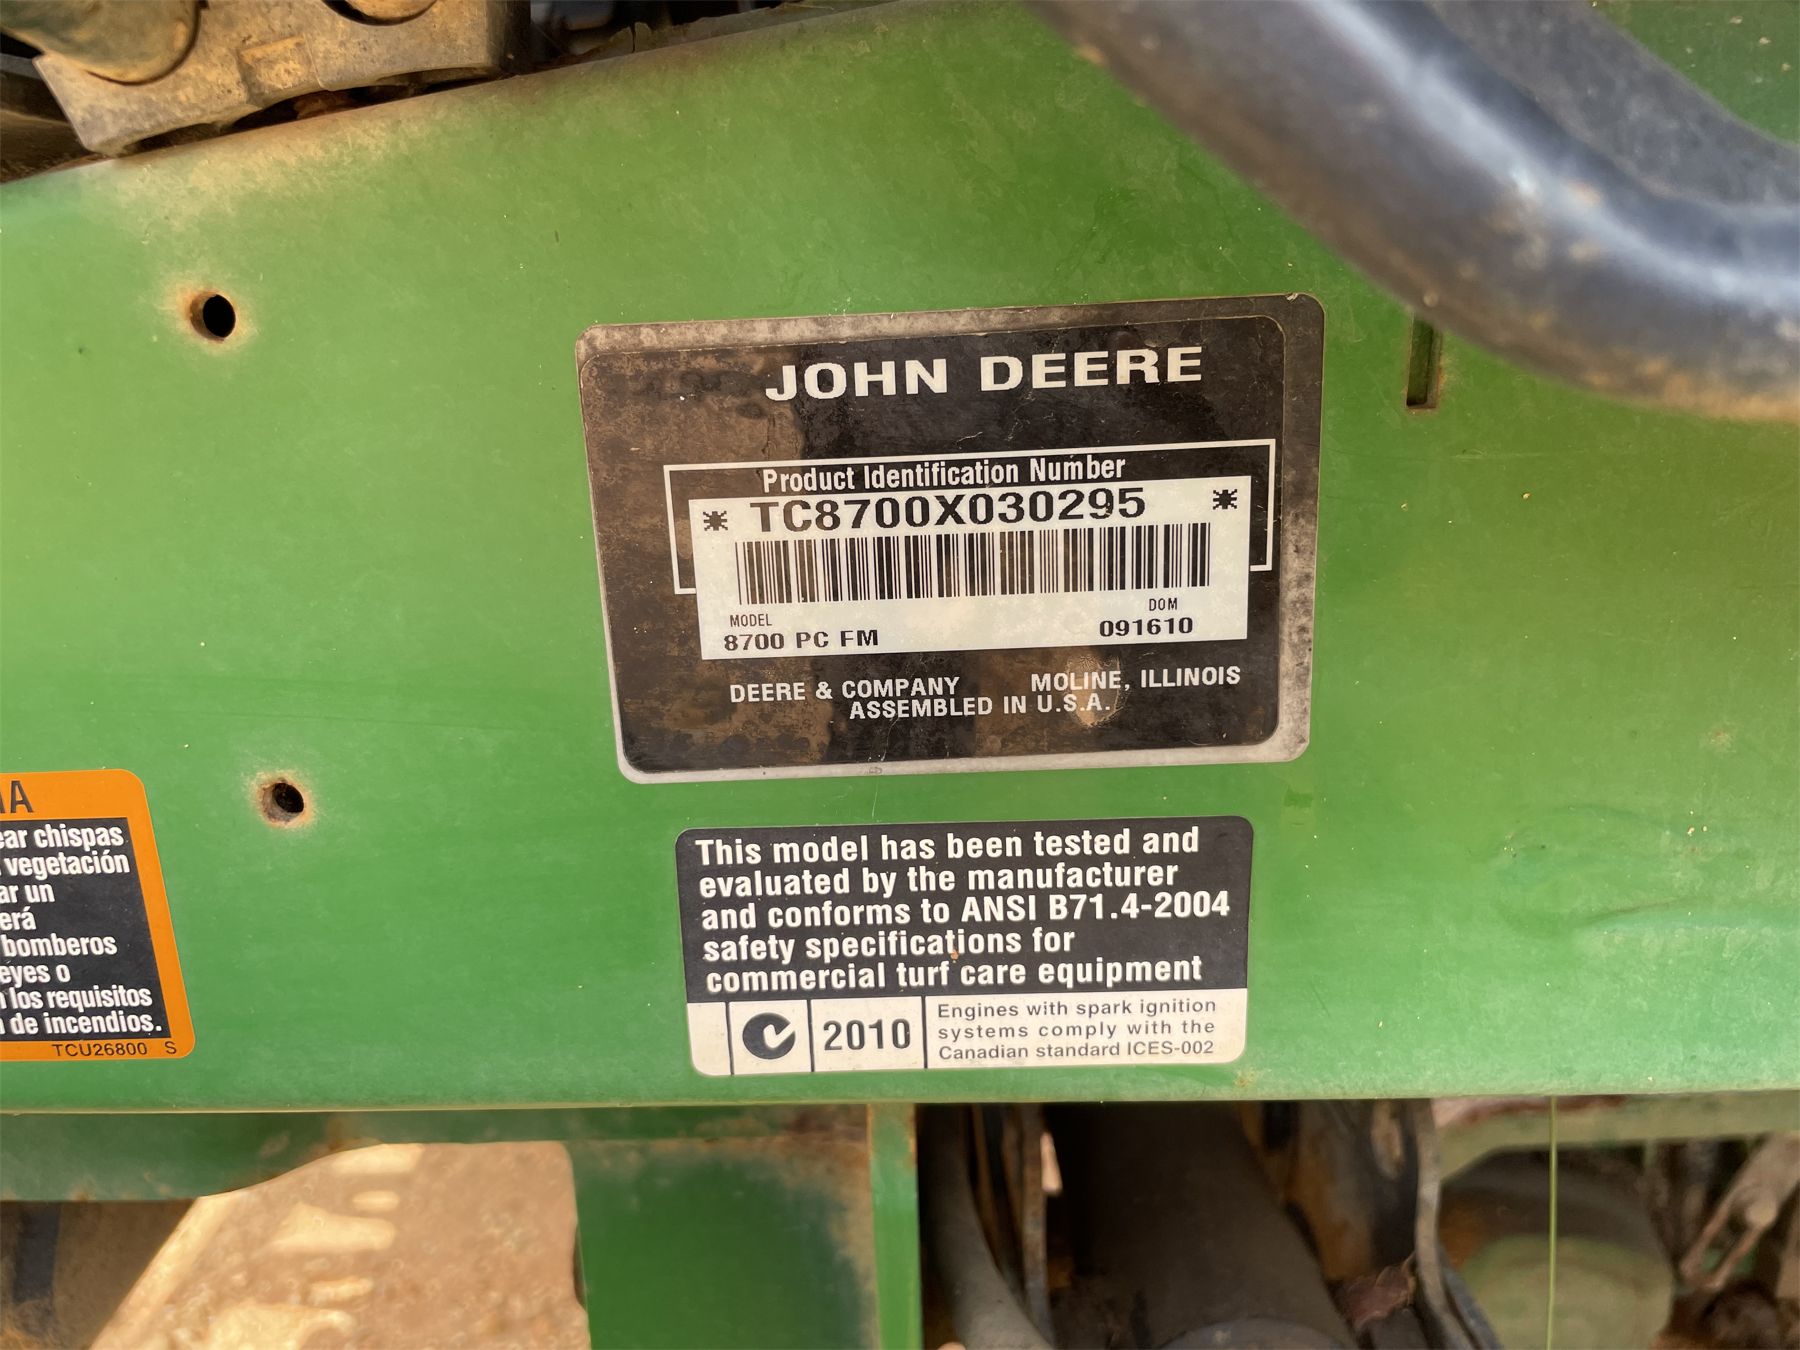 JOHN DEERE
Product Identification Number
* TC8700X030295 *
MODEL
8700 PC FM
DOM
091610
DEERE & COMPANY MOLINE, ILLINOIS
ASSEMBLED IN U.S.A.
This model has been tested and
evaluated by the manufacturer
and conforms to ANSI B71.4-2004
safety specifications for
commercial turf care equipment
2010
Engines with spark ignition
systems comply with the
Canadian standard ICES-002
chispas
vegetación
un
bomberos
o
los requisitos
de incendios.
TCU26800 S